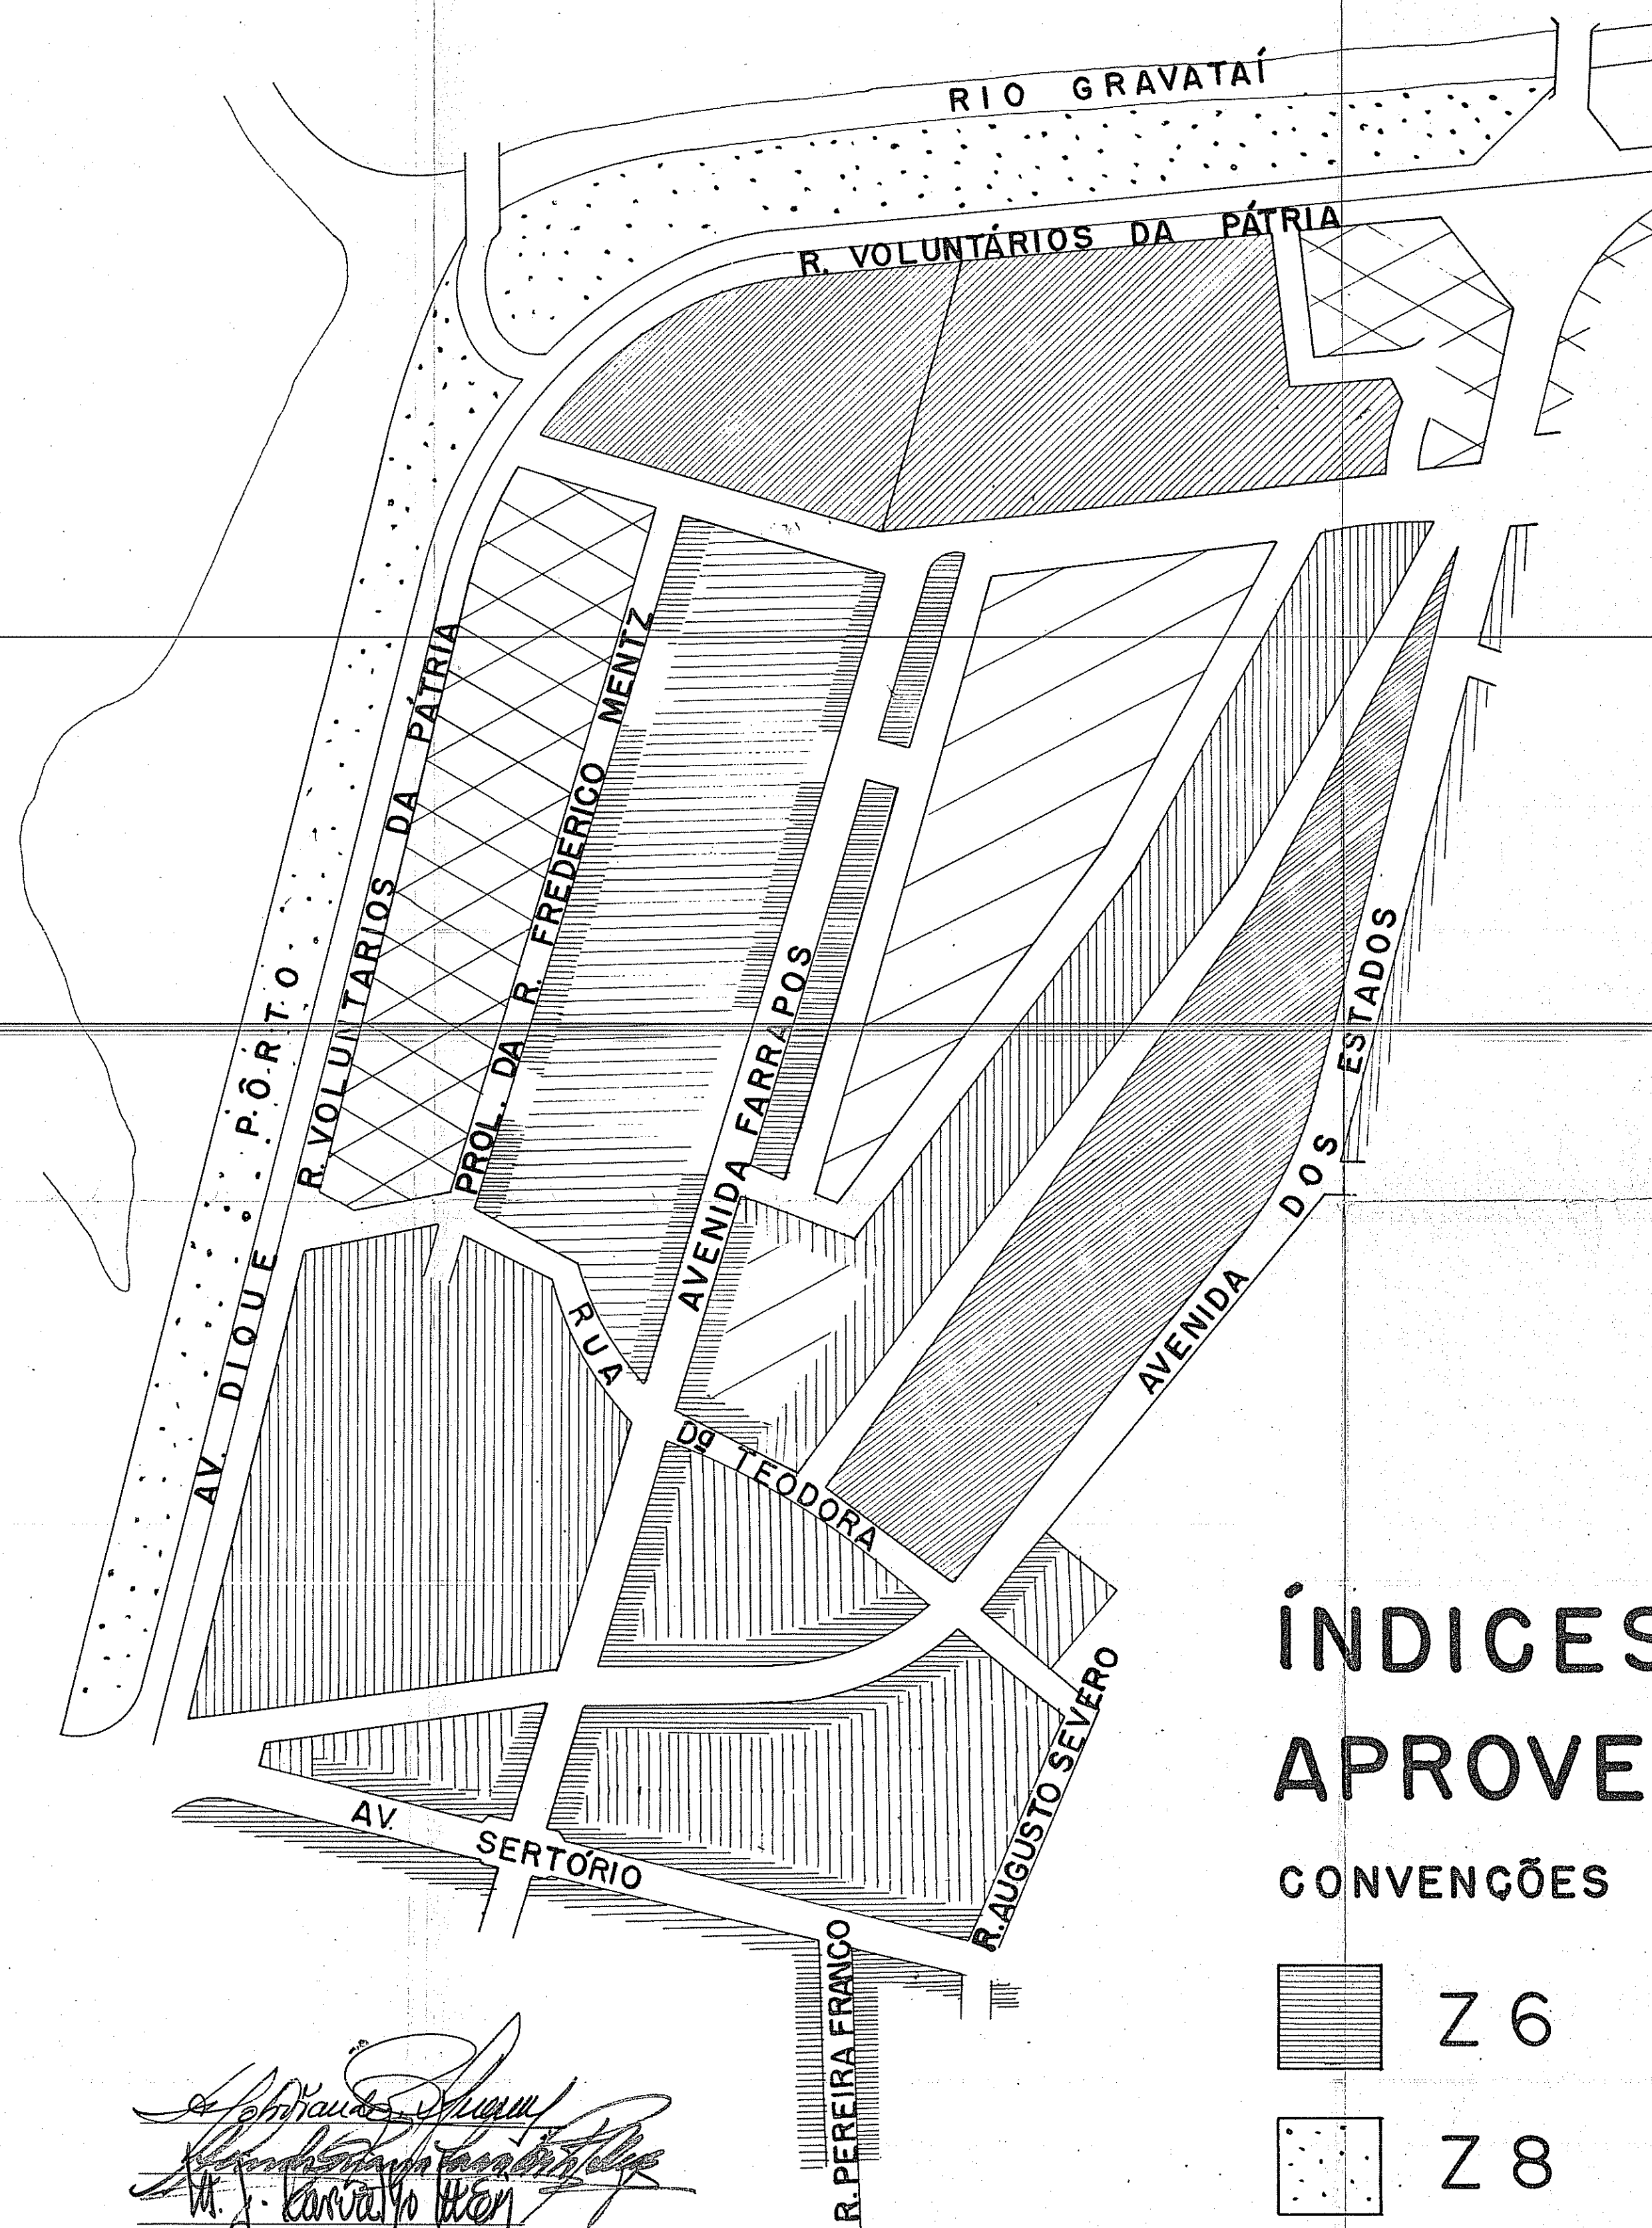 RIO GRAVATAÍ
R. VOLUNTÁRIOS DA PÁTRIA
R. VOLUNTARIOS DA PÁTRIA
PROL. DA R. FREDERICO MENTZ
AVENIDA FARRAPOS
AV. DIQUE PÔRTO
AVENIDA DOS ESTADOS
RUA Dª TEODORA
AV. SERTÓRIO
R. AUGUSTO SEVERO
R. PEREIRA FRANCO
ÍNDICES
APROVE
CONVENÇÕES
Z 6
Z 8